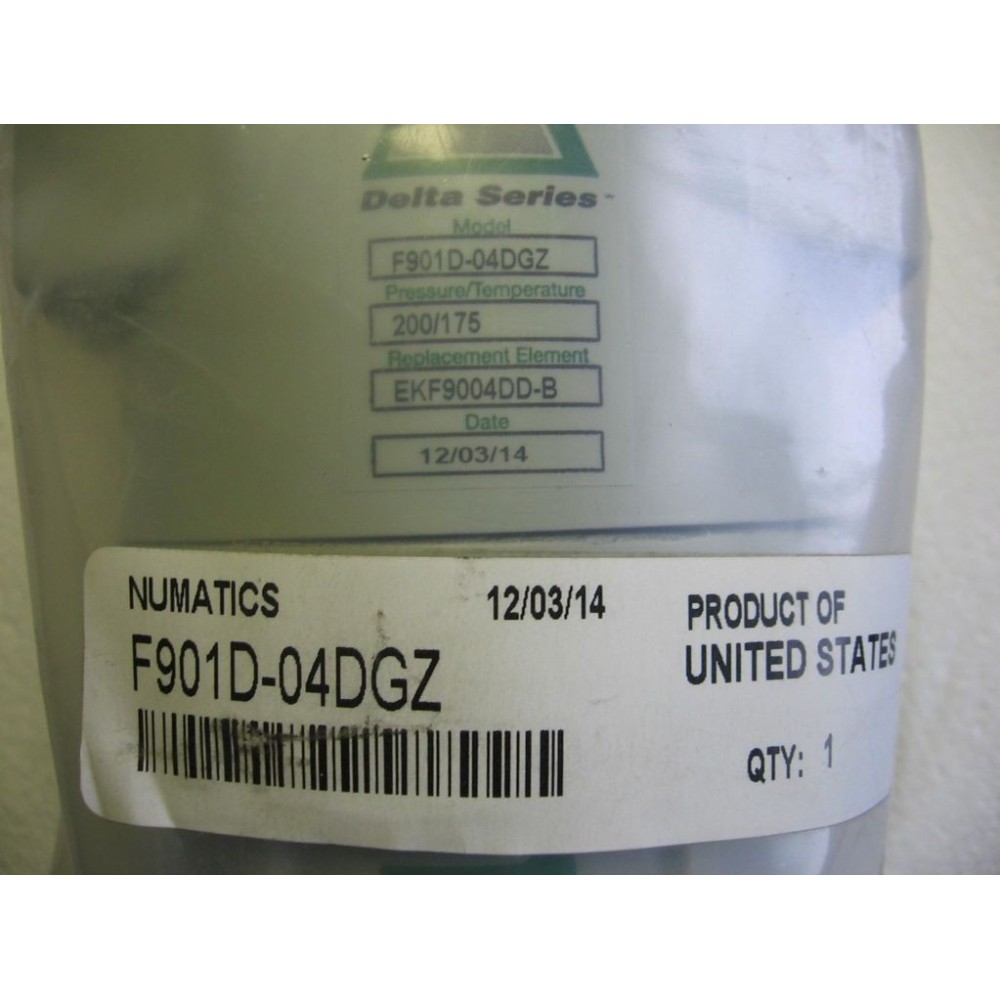 Delta Series™
Model
F901D-04DGZ
Pressure/Temperature
200/175
Replacement Element
EKF9004DD-B
Date
12/03/14
NUMATICS 12/03/14
F901D-04DGZ
PRODUCT OF
UNITED STATES
QTY: 1